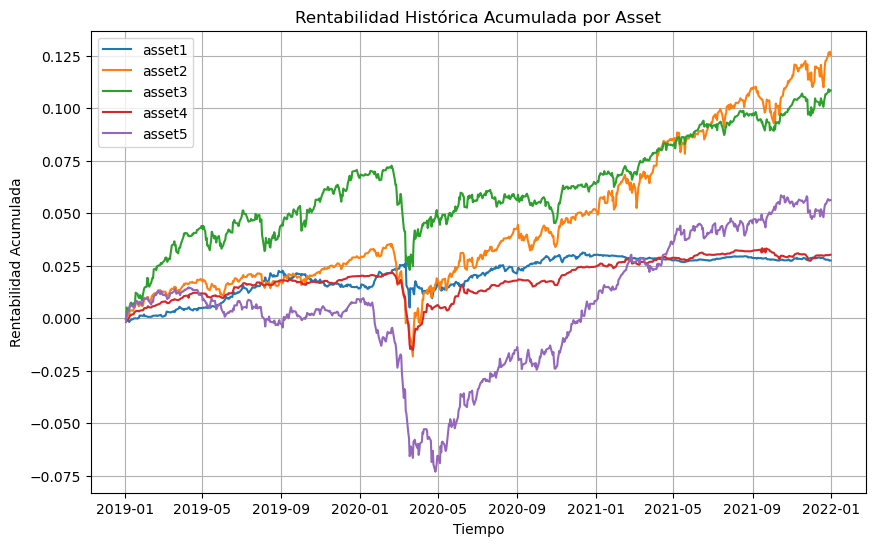 Rentabilidad Histórica Acumulada por Asset
asset1
asset2
asset3
asset4
asset5
Rentabilidad Acumulada
0.125
0.100
0.075
0.050
0.025
0.000
−0.025
−0.050
−0.075
2019-01 2019-05 2019-09 2020-01 2020-05 2020-09 2021-01 2021-05 2021-09 2022-01
Tiempo